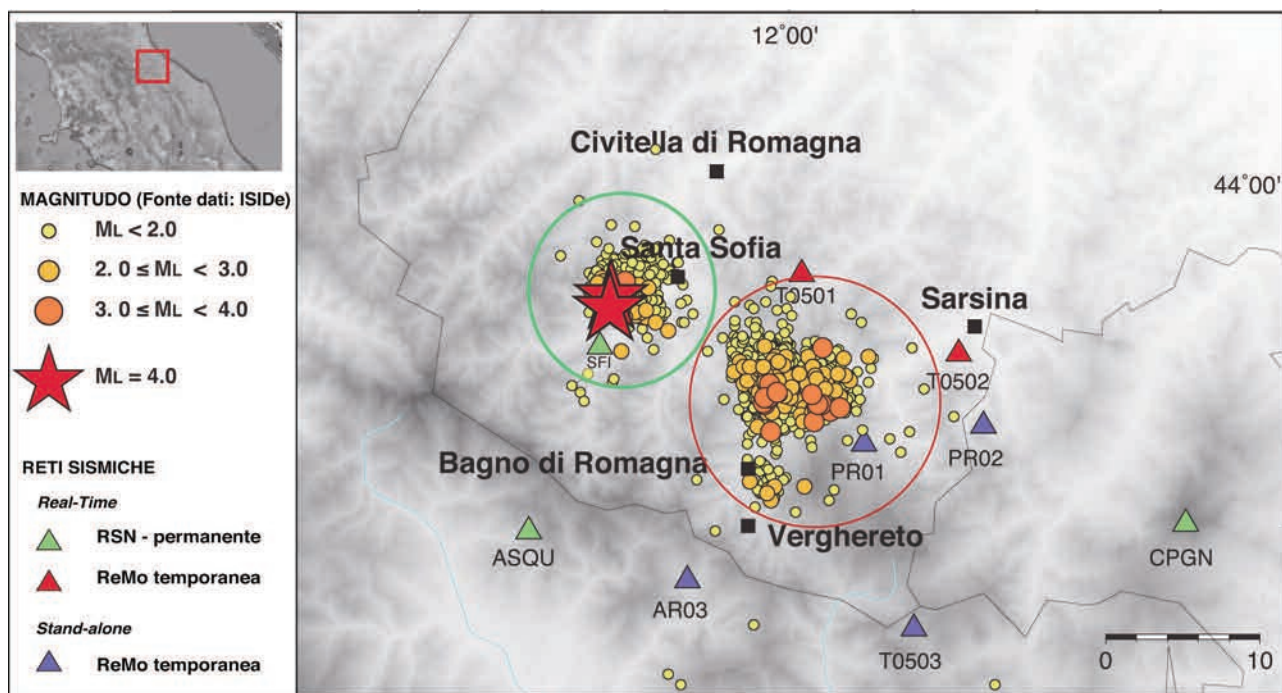 MAGNITUDO (Fonte dati: ISIDe)
ML < 2.0
2. 0 ≤ ML < 3.0
3. 0 ≤ ML < 4.0
ML = 4.0
RETI SISMICHE
Real-Time
RSN - permanente
ReMo temporanea
Stand-alone
ReMo temporanea
12°00'
44°00'
Civitella di Romagna
Santa Sofia
T0501
Sarsina
SFI
T0502
Bagno di Romagna
PR01
PR02
Verghereto
ASQU
CPGN
AR03
T0503
0 10